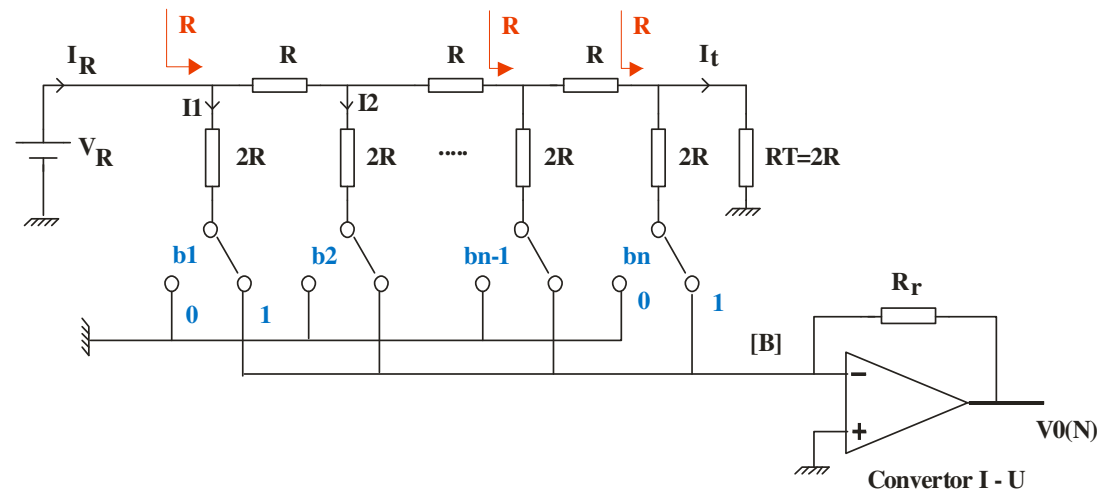 R R R
I_R R R R I_t
I1 I2
V_R 2R 2R ..... 2R 2R RT=2R
b1 b2 bn-1 bn
0 1 0 1
[B] R_r
−
+
V0(N)
Convertor I - U